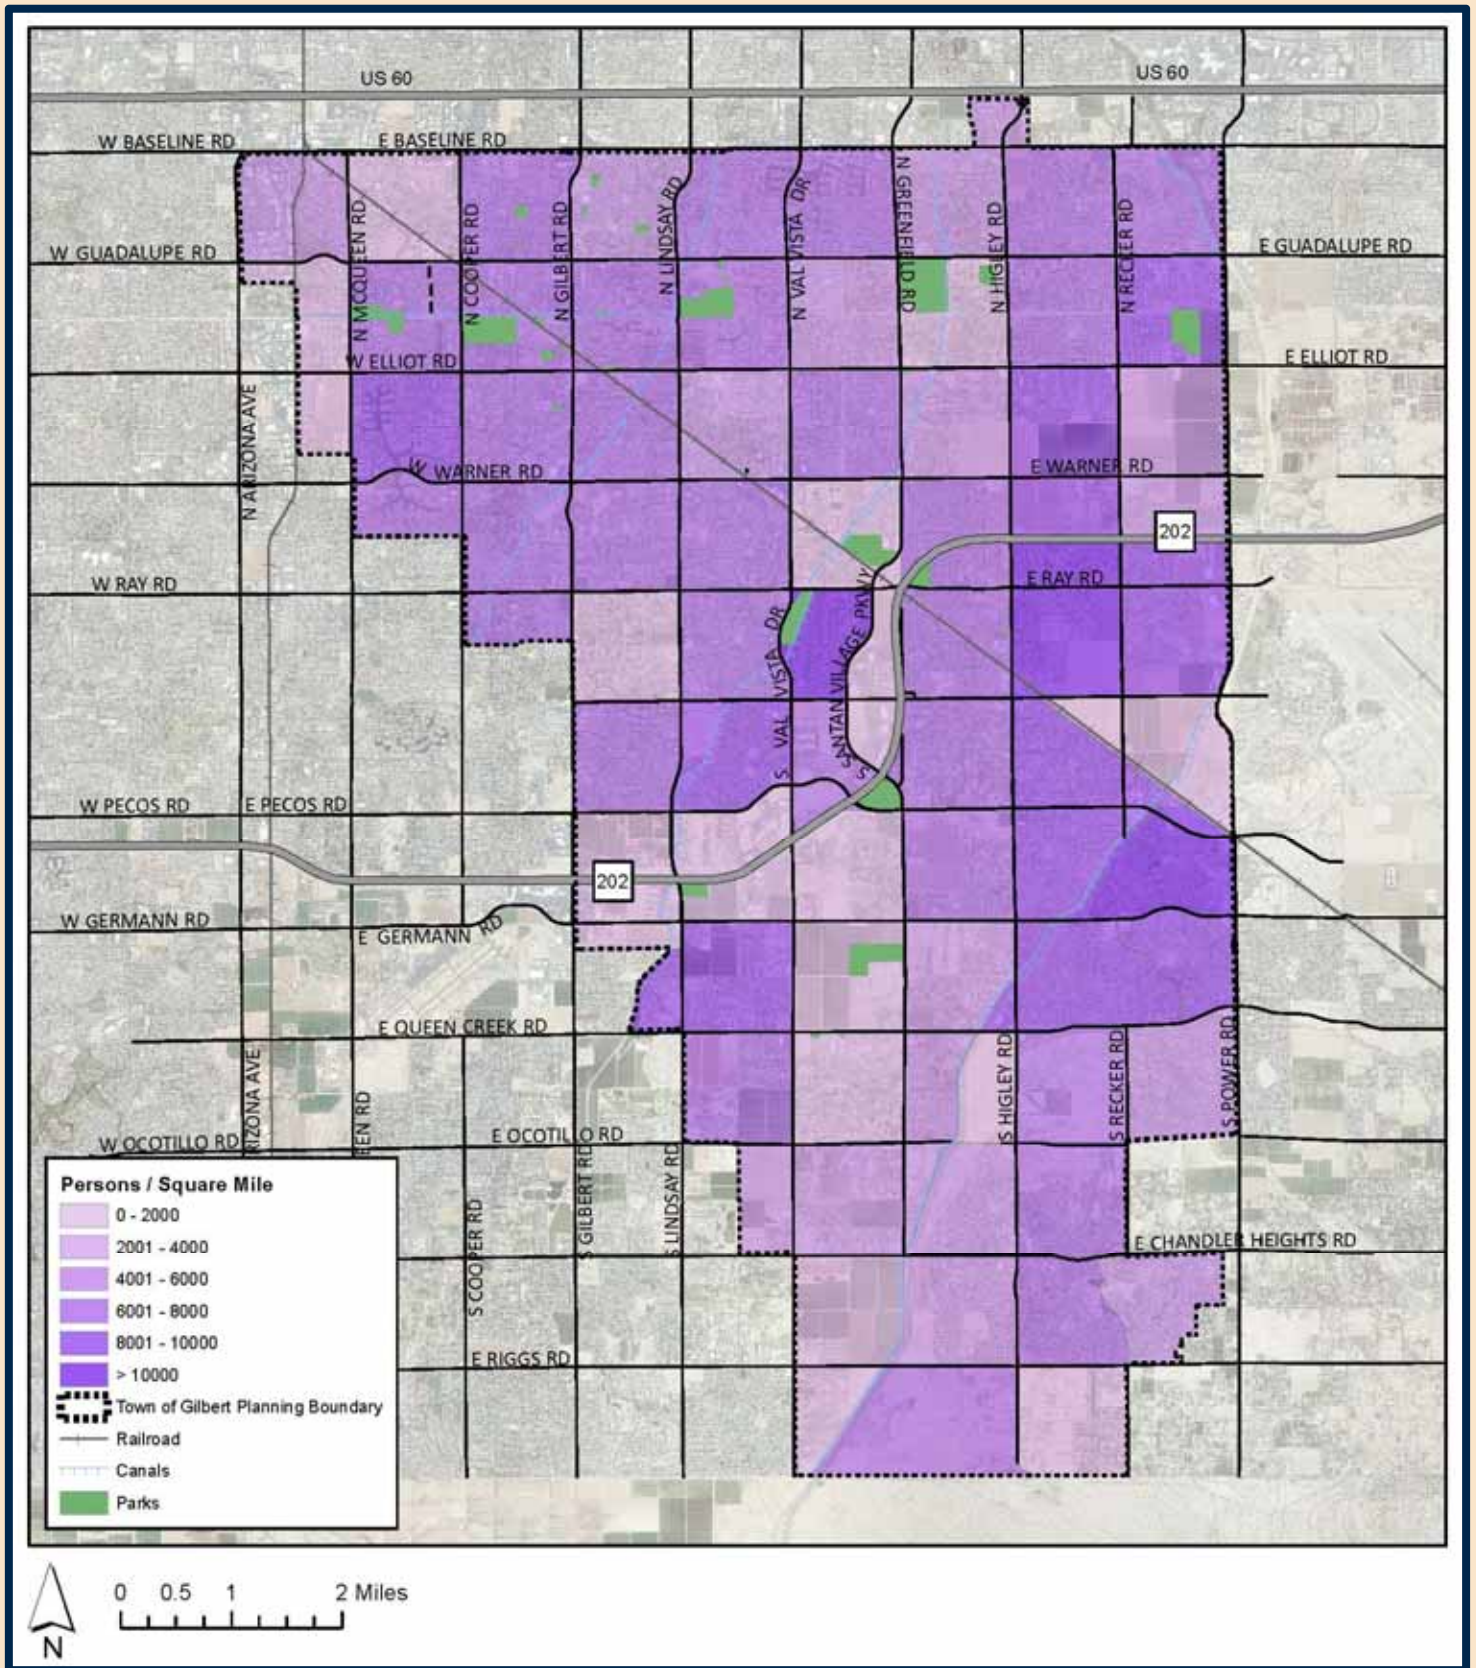 US 60
US 60
W BASELINE RD
E BASELINE RD
N GREENFIELD RD
N LINDSAY RD
N VAL VISTA DR
N MCQUEEN RD
N COOPER RD
N GILBERT RD
N HIGLEY RD
N RECKER RD
W GUADALUPE RD
E GUADALUPE RD
W ELLIOT RD
E ELLIOT RD
N ARIZONA AVE
W WARNER RD
E WARNER RD
202
W RAY RD
E RAY RD
S VAL VISTA DR
S SANTAN VILLAGE PKWY
W PECOS RD
E PECOS RD
202
W GERMANN RD
E GERMANN RD
E QUEEN CREEK RD
RIZONA AVE
EEN RD
S HIGLEY RD
S RECKER RD
S POWER RD
W OCOTILLO RD
E OCOTILLO RD
S GILBERT RD
S LINDSAY RD
S COOPER RD
E CHANDLER HEIGHTS RD
E RIGGS RD
Persons / Square Mile
0 - 2000
2001 - 4000
4001 - 6000
6001 - 8000
8001 - 10000
> 10000
Town of Gilbert Planning Boundary
Railroad
Canals
Parks
0 0.5 1 2 Miles
N